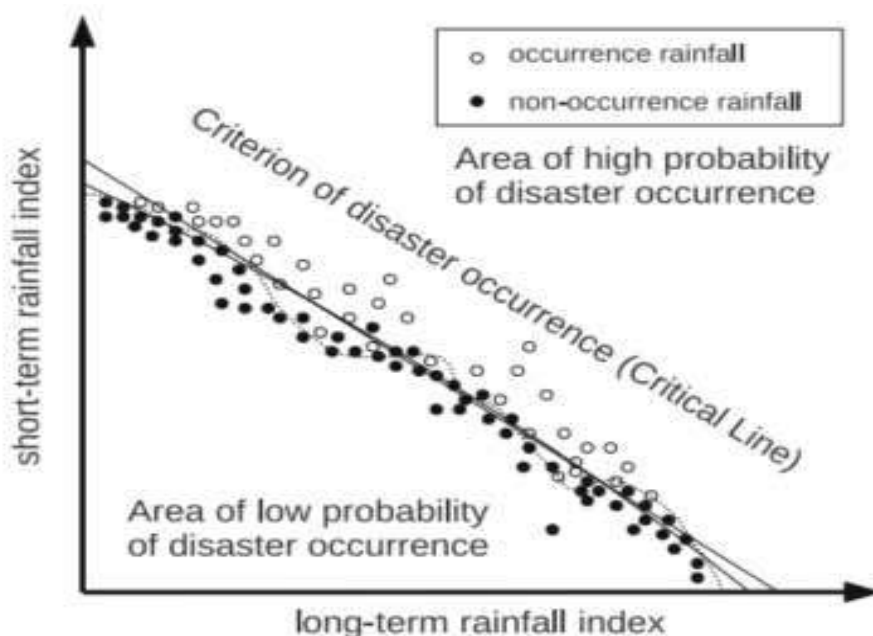 occurrence rainfall
non-occurrence rainfall
Area of high probability
of disaster occurrence
Criterion of disaster occurrence (Critical Line)
short-term rainfall index
Area of low probability
of disaster occurrence
long-term rainfall index